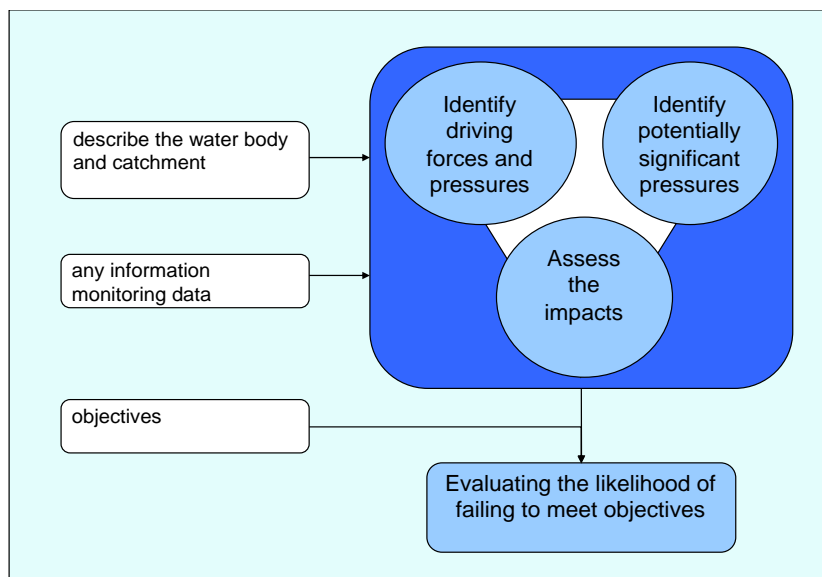 Identify
driving
forces and
pressures
Identify
potentially
significant
pressures
describe the water body
and catchment
any information
monitoring data
Assess
the
impacts
objectives
Evaluating the likelihood of
failing to meet objectives